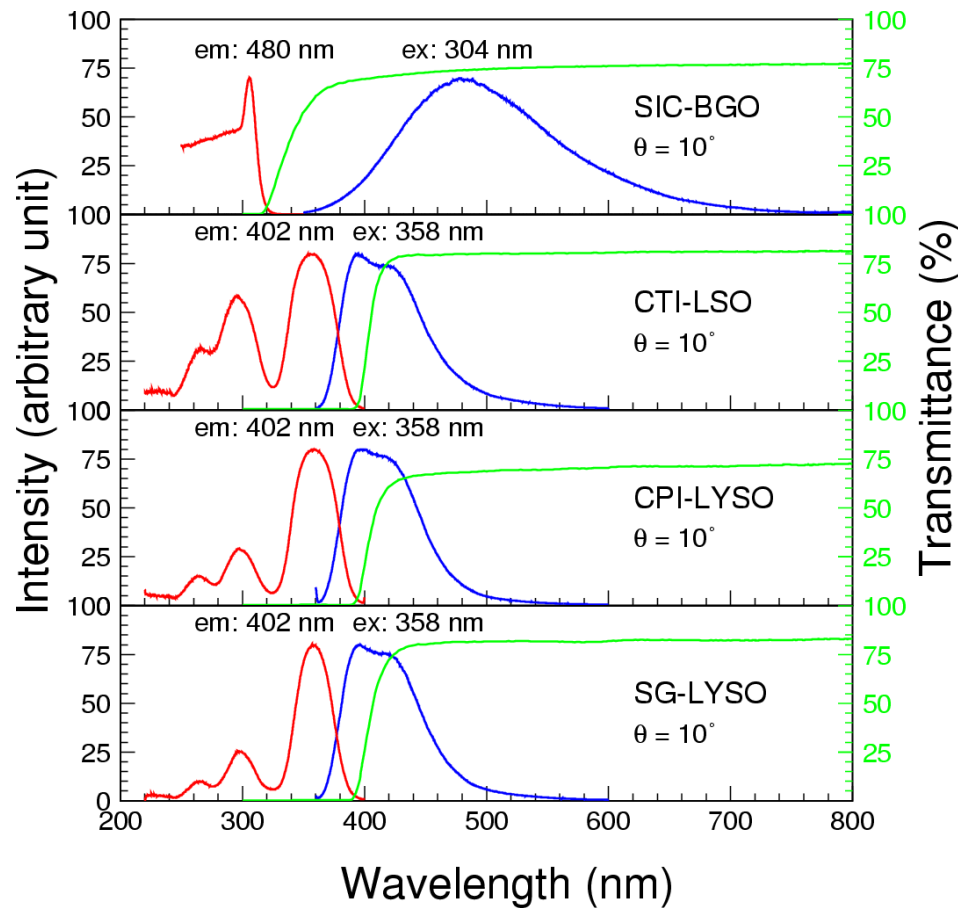 Intensity (arbitrary unit)
Transmittance (%)
100
75
50
25
100
75
50
25
em: 480 nm ex: 304 nm
SIC-BGO
θ = 10°
100
75
50
25
100
75
50
25
em: 402 nm ex: 358 nm
CTI-LSO
θ = 10°
100
75
50
25
100
75
50
25
em: 402 nm ex: 358 nm
CPI-LYSO
θ = 10°
100
75
50
25
0
100
75
50
25
0
em: 402 nm ex: 358 nm
SG-LYSO
θ = 10°
200 300 400 500 600 700 800
Wavelength (nm)